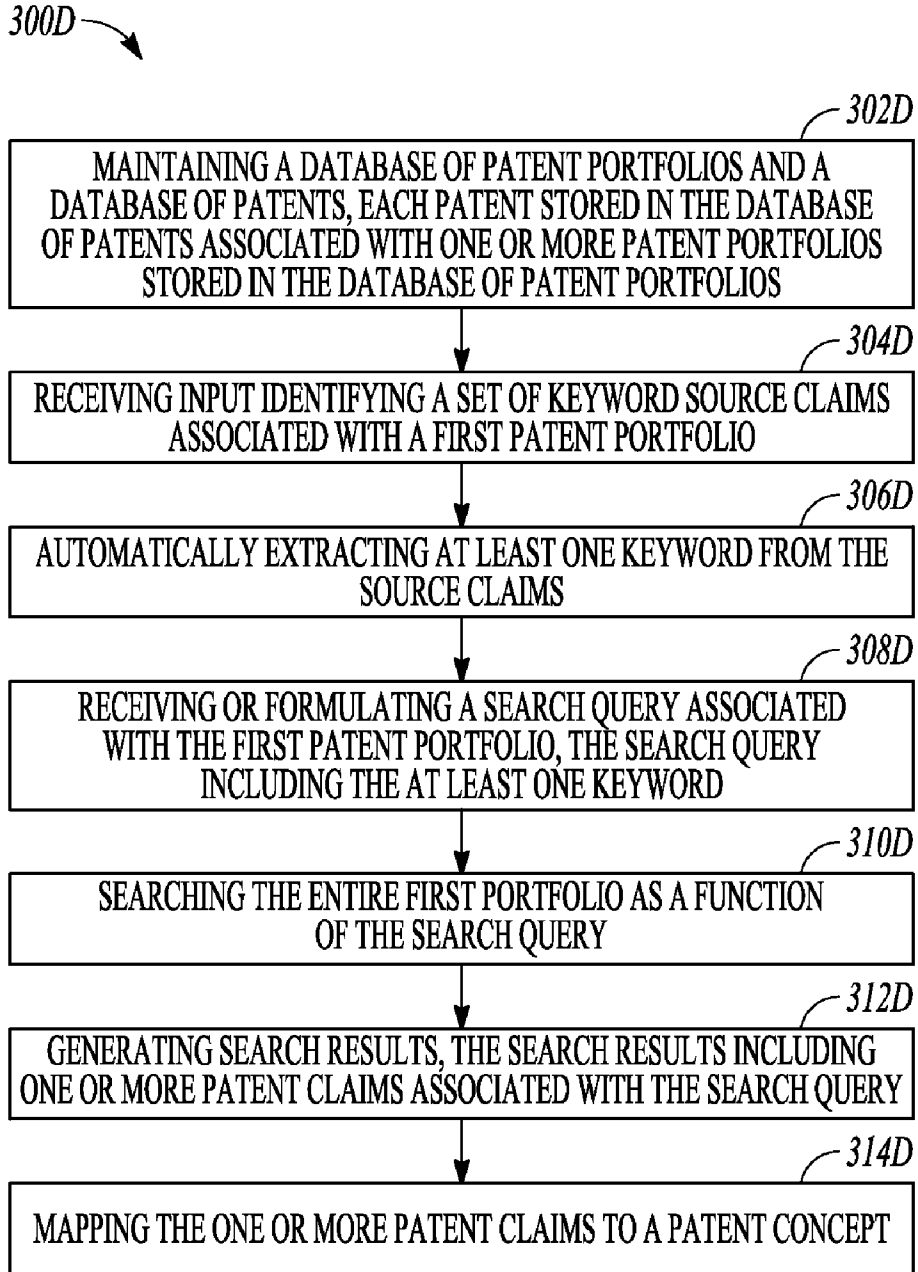 300D
302D
MAINTAINING A DATABASE OF PATENT PORTFOLIOS AND A
DATABASE OF PATENTS, EACH PATENT STORED IN THE DATABASE
OF PATENTS ASSOCIATED WITH ONE OR MORE PATENT PORTFOLIOS
STORED IN THE DATABASE OF PATENT PORTFOLIOS
304D
RECEIVING INPUT IDENTIFYING A SET OF KEYWORD SOURCE CLAIMS
ASSOCIATED WITH A FIRST PATENT PORTFOLIO
306D
AUTOMATICALLY EXTRACTING AT LEAST ONE KEYWORD FROM THE
SOURCE CLAIMS
308D
RECEIVING OR FORMULATING A SEARCH QUERY ASSOCIATED
WITH THE FIRST PATENT PORTFOLIO, THE SEARCH QUERY
INCLUDING THE AT LEAST ONE KEYWORD
310D
SEARCHING THE ENTIRE FIRST PORTFOLIO AS A FUNCTION
OF THE SEARCH QUERY
312D
GENERATING SEARCH RESULTS, THE SEARCH RESULTS INCLUDING
ONE OR MORE PATENT CLAIMS ASSOCIATED WITH THE SEARCH QUERY
314D
MAPPING THE ONE OR MORE PATENT CLAIMS TO A PATENT CONCEPT